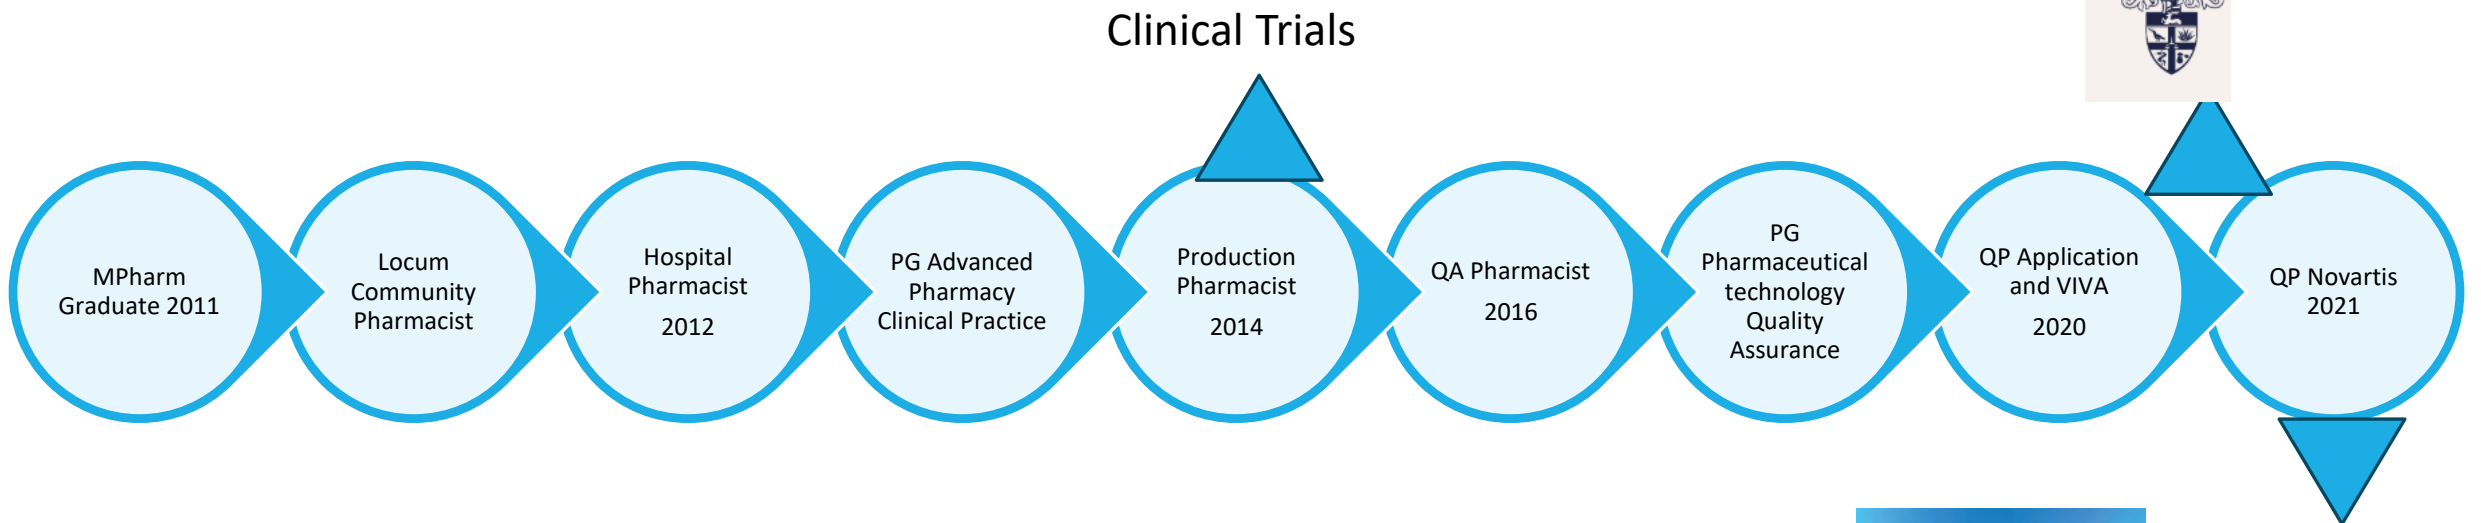 Clinical Trials
MPharm
Graduate 2011
Locum
Community
Pharmacist
Hospital
Pharmacist
2012
PG Advanced
Pharmacy
Clinical Practice
Production
Pharmacist
2014
QA Pharmacist
2016
PG
Pharmaceutical
technology
Quality
Assurance
QP Application
and VIVA
2020
QP Novartis
2021